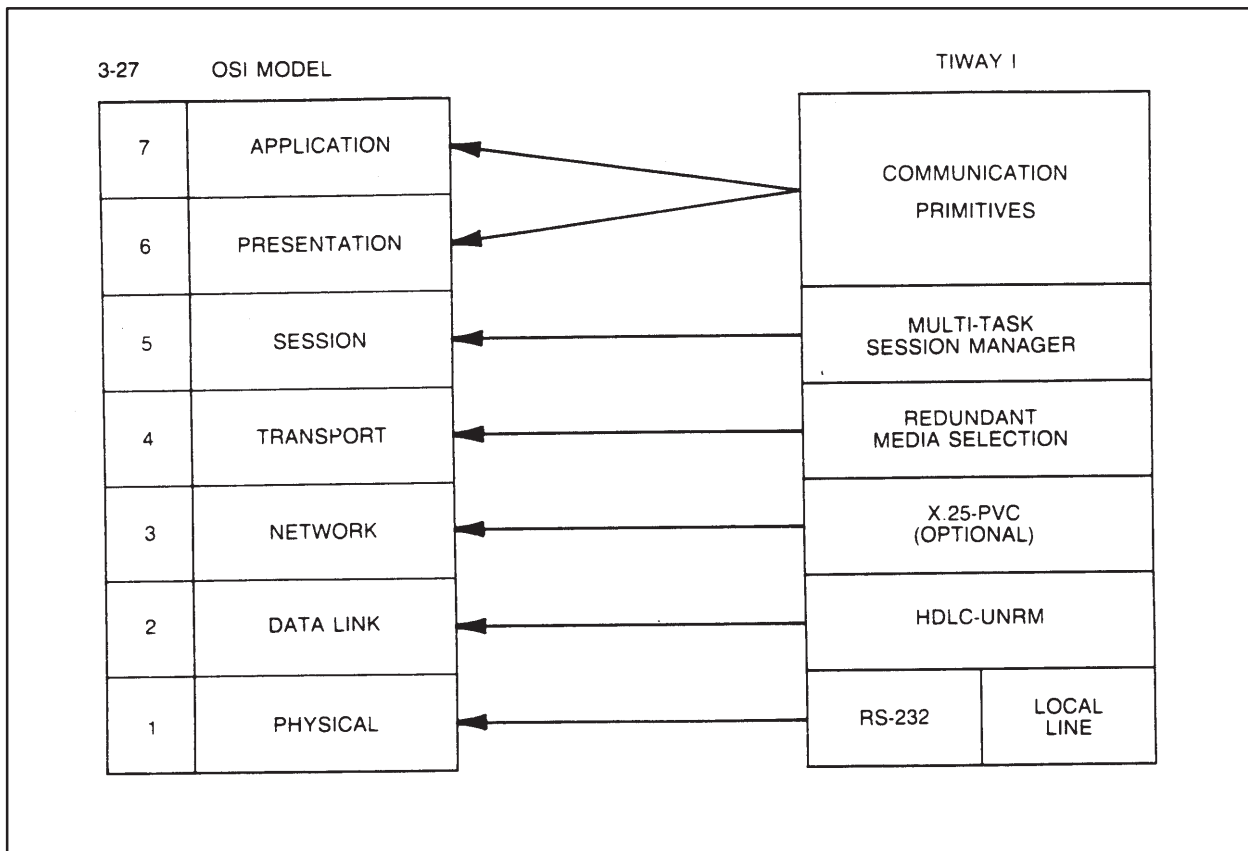 3-27 OSI MODEL
7 APPLICATION
6 PRESENTATION
5 SESSION
4 TRANSPORT
3 NETWORK
2 DATA LINK
1 PHYSICAL
TIWAY I
COMMUNICATION
PRIMITIVES
MULTI-TASK
SESSION MANAGER
REDUNDANT
MEDIA SELECTION
X.25-PVC
(OPTIONAL)
HDLC-UNRM
RS-232
LOCAL
LINE